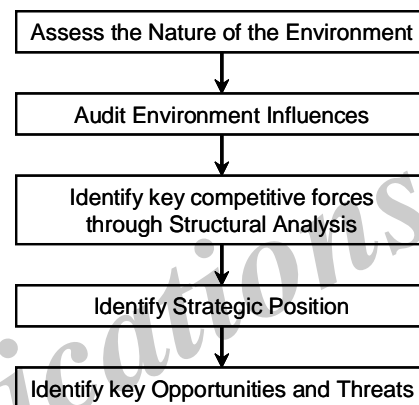 Assess the Nature of the Environment
Audit Environment Influences
Identify key competitive forces
through Structural Analysis
Identify Strategic Position
Identify key Opportunities and Threats
ications